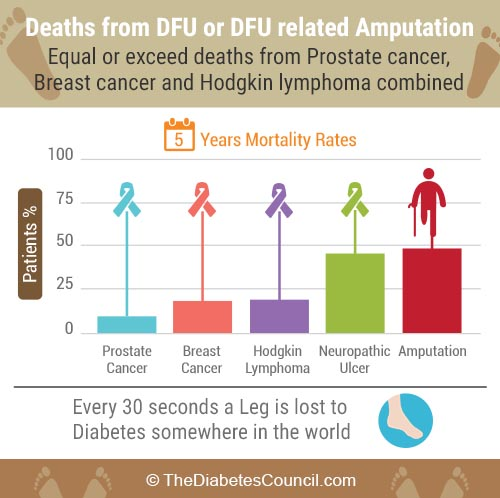 Deaths from DFU or DFU related Amputation
Equal or exceed deaths from Prostate cancer,
Breast cancer and Hodgkin lymphoma combined
5 Years Mortality Rates
Patients %
100
75
50
25
0
Prostate Cancer
Breast Cancer
Hodgkin Lymphoma
Neuropathic Ulcer
Amputation
Every 30 seconds a Leg is lost to
Diabetes somewhere in the world
© TheDiabetesCouncil.com